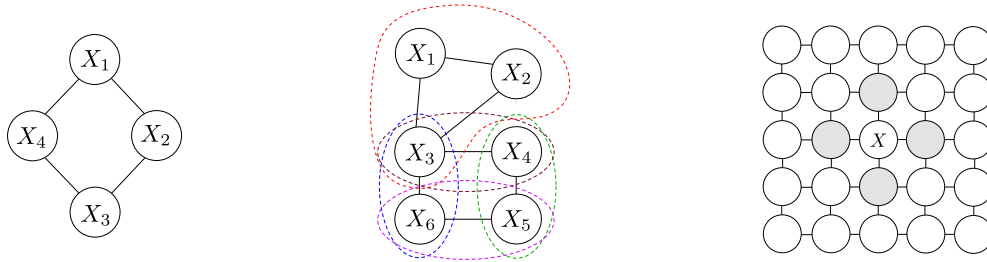 X₁
X₄ X₂
X₃
X₁
X₂
X₃ X₄
X₆ X₅
X